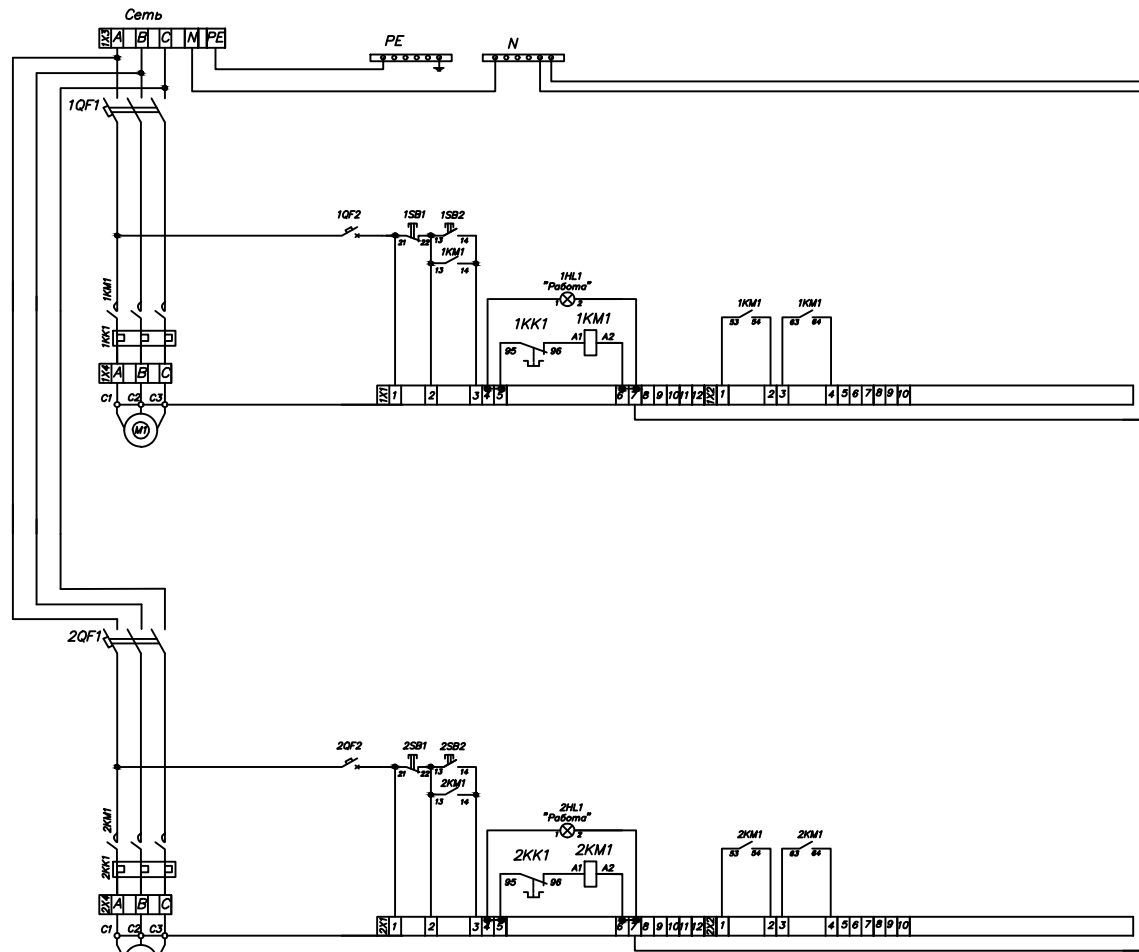 Сеть
1X3 A B C N PE
PE
N
1QF1
1QF2
1SB1
1SB2
21 22 13 14
1KM1
13 14
1KM1
1HL1
"Работа"
1 2
1KM1
1KM1
53 54
63 64
1KK1
1KM1
A1 A2
95 96
1KK1
1X4 A B C
1X1 1 2 3 4 5 6 7 8 9 10 11 12 1X2 1 2 3 4 5 6 7 8 9 10
C1 C2 C3
M1
2QF1
2QF2
2SB1
2SB2
21 22 13 14
2KM1
13 14
2KM1
2HL1
"Работа"
1 2
2KM1
2KM1
53 54
63 64
2KK1
2KM1
A1 A2
95 96
2KK1
2X4 A B C
2X1 1 2 3 4 5 6 7 8 9 10 11 12 2X2 1 2 3 4 5 6 7 8 9 10
C1 C2 C3